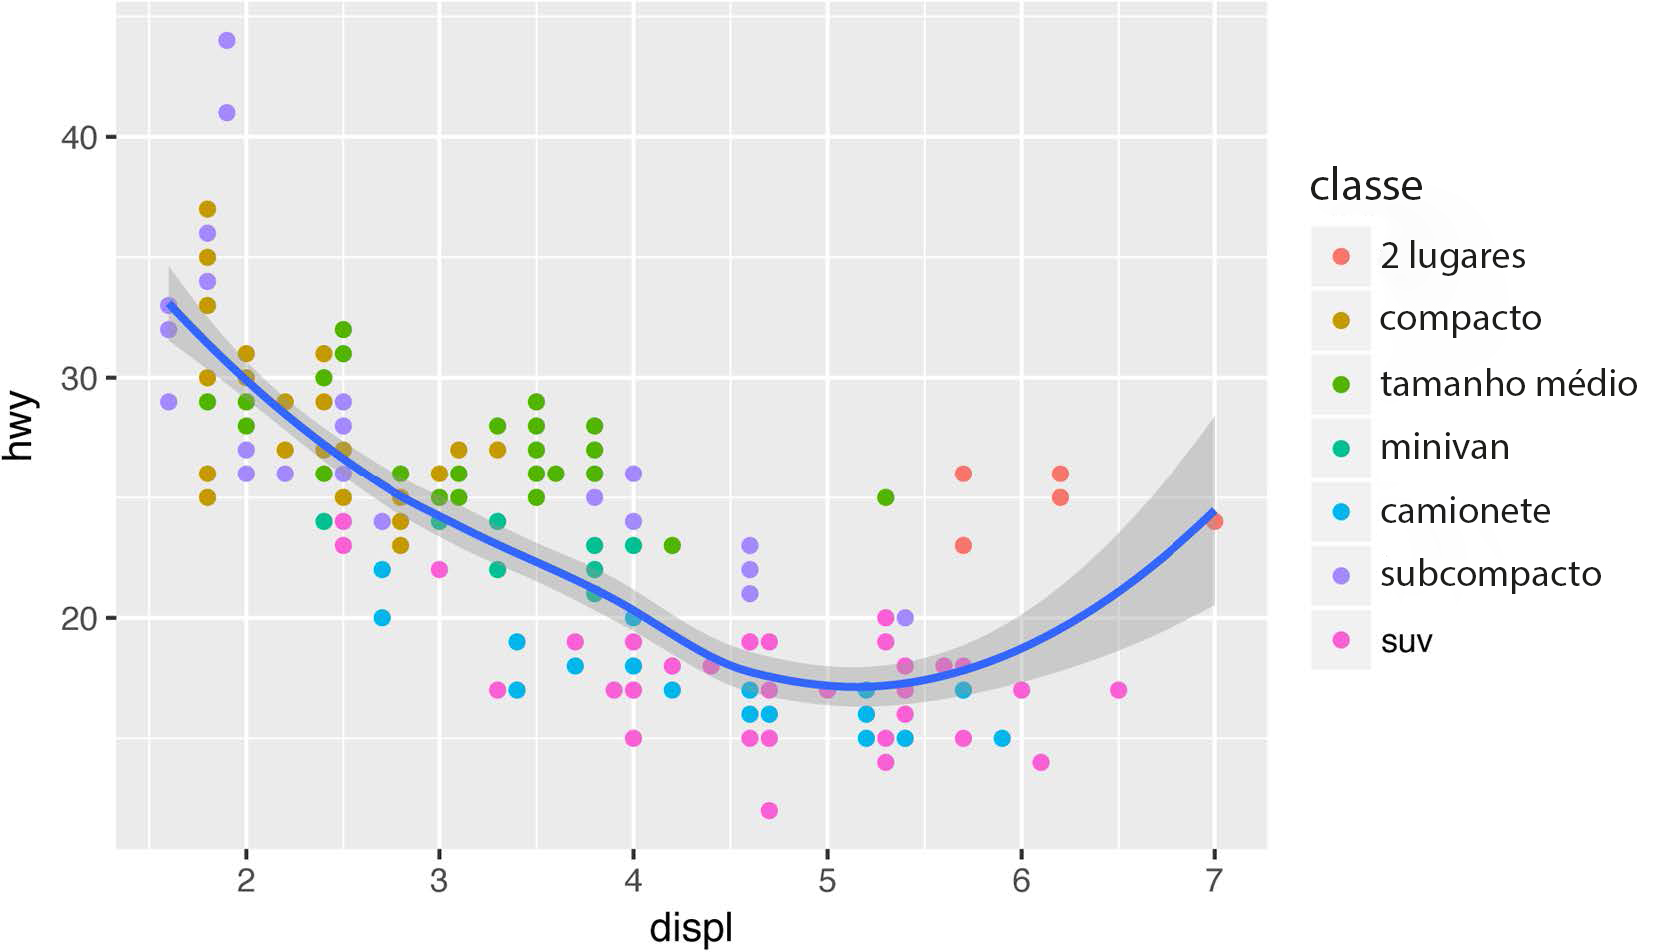 40
30
20
hwy
2
3
4
5
6
7
displ
classe
2 lugares
compacto
tamanho médio
minivan
camionete
subcompacto
suv